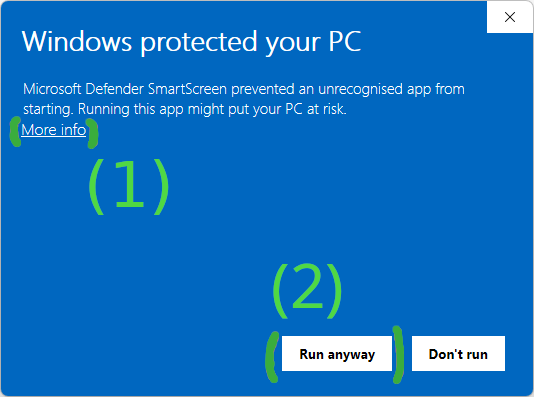 Windows protected your PC
Microsoft Defender SmartScreen prevented an unrecognised app from
starting. Running this app might put your PC at risk.
(More info)
(1)
(2)
(Run anyway) Don't run